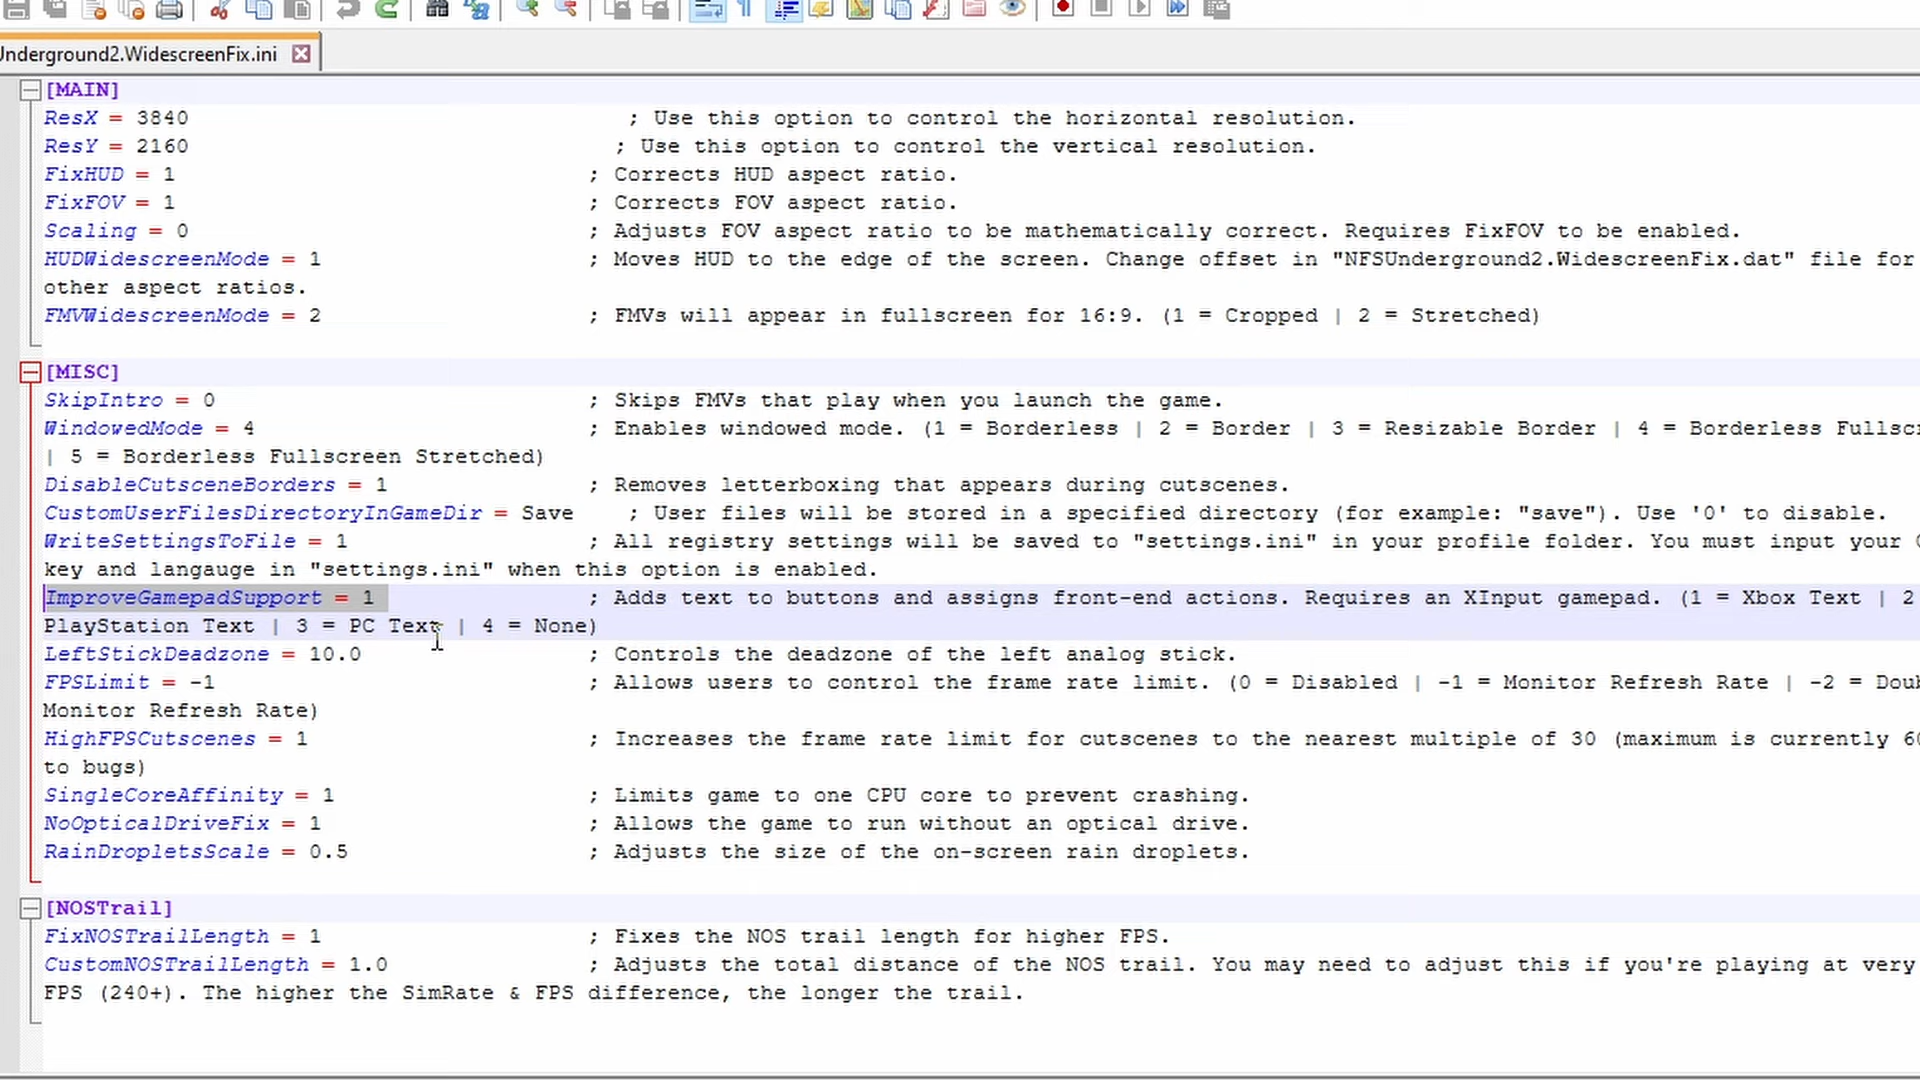 Underground2.WidescreenFix.ini
[MAIN]
ResX = 3840 ; Use this option to control the horizontal resolution.
ResY = 2160 ; Use this option to control the vertical resolution.
FixHUD = 1 ; Corrects HUD aspect ratio.
FixFOV = 1 ; Corrects FOV aspect ratio.
Scaling = 0 ; Adjusts FOV aspect ratio to be mathematically correct. Requires FixFOV to be enabled.
HUDWidescreenMode = 1 ; Moves HUD to the edge of the screen. Change offset in "NFSUnderground2.WidescreenFix.dat" file for
other aspect ratios.
FMVWidescreenMode = 2 ; FMVs will appear in fullscreen for 16:9. (1 = Cropped | 2 = Stretched)
[MISC]
SkipIntro = 0 ; Skips FMVs that play when you launch the game.
WindowedMode = 4 ; Enables windowed mode. (1 = Borderless | 2 = Border | 3 = Resizable Border | 4 = Borderless
| 5 = Borderless Fullscreen Stretched)
DisableCutsceneBorders = 1 ; Removes letterboxing that appears during cutscenes.
CustomUserFilesDirectoryInGameDir = Save ; User files will be stored in a specified directory (for example: "save"). Use '0' to disable.
WriteSettingsToFile = 1 ; All registry settings will be saved to "settings.ini" in your profile folder. You must input your
key and langauge in "settings.ini" when this option is enabled.
ImproveGamepadSupport = 1 ; Adds text to buttons and assigns front-end actions. Requires an XInput gamepad. (1 = Xbox Text | 2
PlayStation Text | 3 = PC Text | 4 = None)
LeftStickDeadzone = 10.0 ; Controls the deadzone of the left analog stick.
FPSLimit = -1 ; Allows users to control the frame rate limit. (0 = Disabled | -1 = Monitor Refresh Rate | -2 =
Monitor Refresh Rate)
HighFPSCutscenes = 1 ; Increases the frame rate limit for cutscenes to the nearest multiple of 30 (maximum is currently
to bugs)
SingleCoreAffinity = 1 ; Limits game to one CPU core to prevent crashing.
NoOpticalDriveFix = 1 ; Allows the game to run without an optical drive.
RainDropletsScale = 0.5 ; Adjusts the size of the on-screen rain droplets.
[NOSTrail]
FixNOSTrailLength = 1 ; Fixes the NOS trail length for higher FPS.
CustomNOSTrailLength = 1.0 ; Adjusts the total distance of the NOS trail. You may need to adjust this if you're playing at very
FPS (240+). The higher the SimRate & FPS difference, the longer the trail.